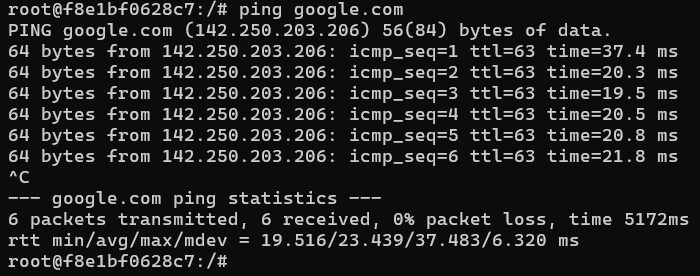 root@f8e1bf0628c7:/# ping google.com
PING google.com (142.250.203.206) 56(84) bytes of data.
64 bytes from 142.250.203.206: icmp_seq=1 ttl=63 time=37.4 ms
64 bytes from 142.250.203.206: icmp_seq=2 ttl=63 time=20.3 ms
64 bytes from 142.250.203.206: icmp_seq=3 ttl=63 time=19.5 ms
64 bytes from 142.250.203.206: icmp_seq=4 ttl=63 time=20.5 ms
64 bytes from 142.250.203.206: icmp_seq=5 ttl=63 time=20.8 ms
64 bytes from 142.250.203.206: icmp_seq=6 ttl=63 time=21.8 ms
^C
--- google.com ping statistics ---
6 packets transmitted, 6 received, 0% packet loss, time 5172ms
rtt min/avg/max/mdev = 19.516/23.439/37.483/6.320 ms
root@f8e1bf0628c7:/#